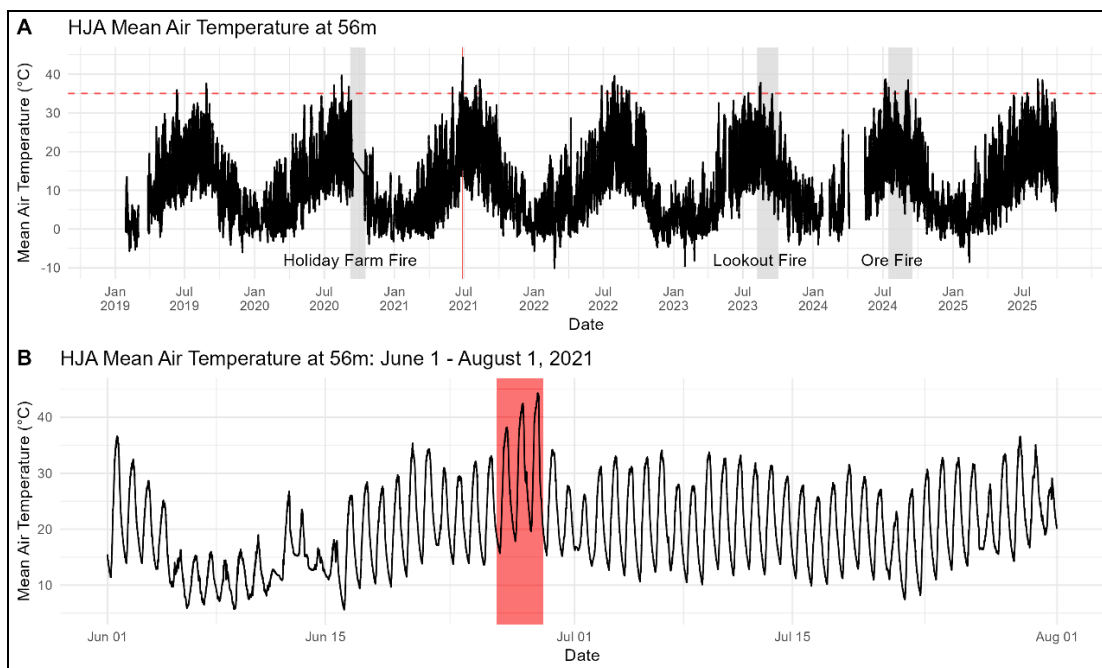 A HJA Mean Air Temperature at 56m
Mean Air Temperature (°C)
40
30
20
10
0
-10
Holiday Farm Fire
Lookout Fire
Ore Fire
Jan Jul Jan Jul Jan Jul Jan Jul Jan Jul Jan Jul Jan Jul
2019 2019 2020 2020 2021 2021 2022 2022 2023 2023 2024 2024 2025 2025
Date
B HJA Mean Air Temperature at 56m: June 1 - August 1, 2021
Mean Air Temperature (°C)
40
30
20
10
Jun 01 Jun 15 Jul 01 Jul 15 Aug 01
Date